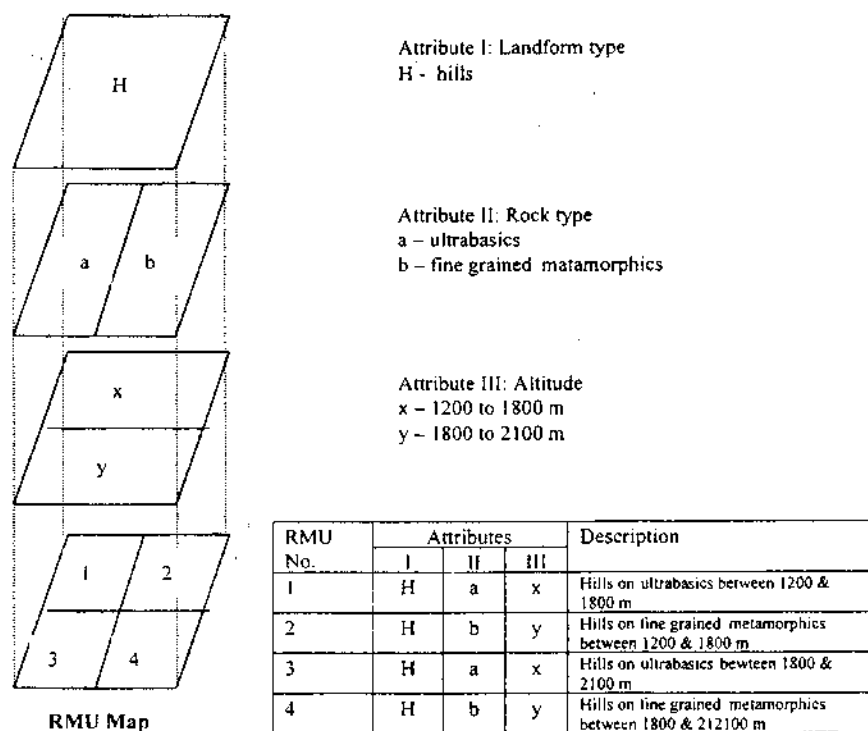 H
Attribute I: Landform type
H - hills
a b
Attribute II: Rock type
a – ultrabasics
b – fine grained matamorphics
x
y
Attribute III: Altitude
x – 1200 to 1800 m
y – 1800 to 2100 m
1 2
3 4
RMU Map
RMU No. Attributes Description
I II III
1 H a x Hills on ultrabasics between 1200 &
1800 m
2 H b y Hills on fine grained metamorphics
between 1200 & 1800 m
3 H a x Hills on ultrabasics bewteen 1800 &
2100 m
4 H b y Hills on fine grained metamorphics
between 1800 & 212100 m